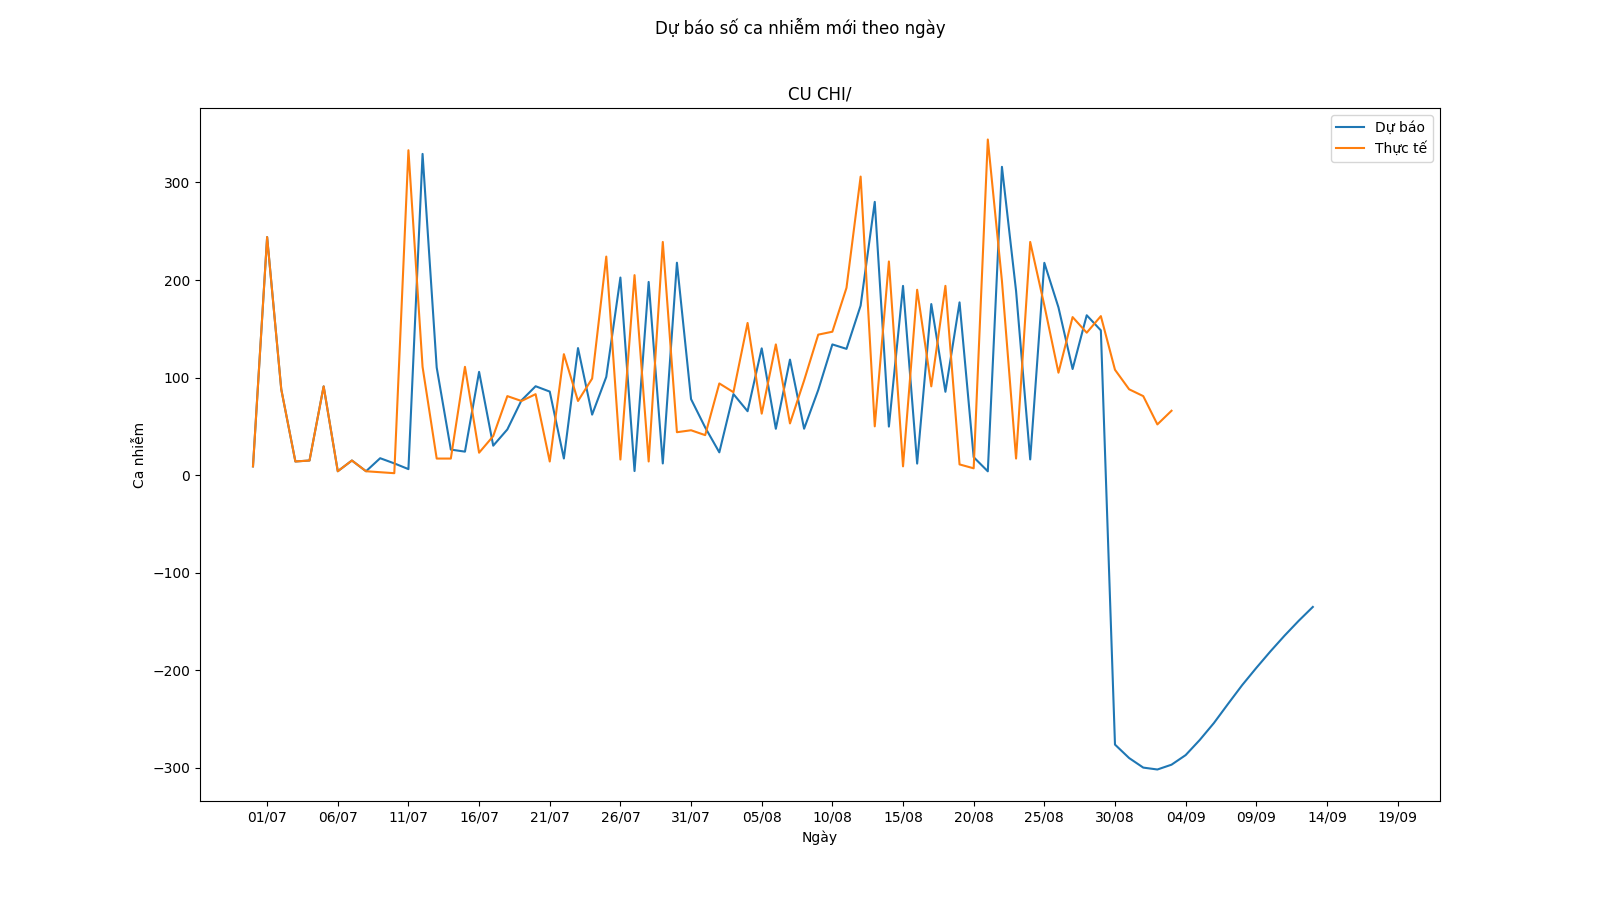 Dự báo số ca nhiễm mới theo ngày
CU CHI/
Dự báo
Thực tế
300
200
100
0
−100
−200
−300
Ca nhiễm
01/07 06/07 11/07 16/07 21/07 26/07 31/07 05/08 10/08 15/08 20/08 25/08 30/08 04/09 09/09 14/09 19/09
Ngày